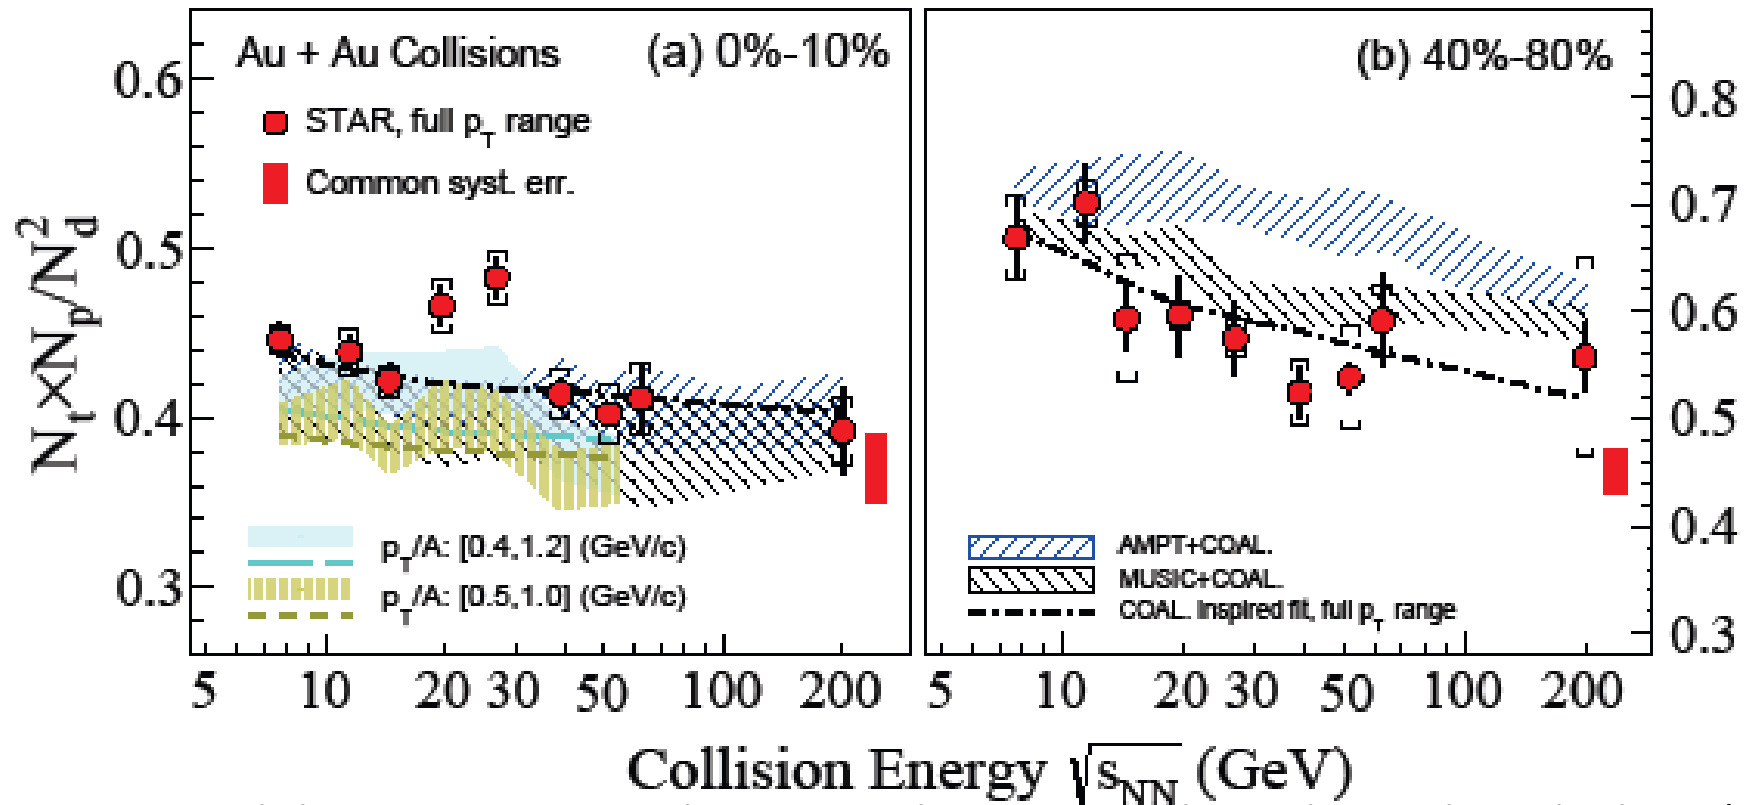 Au + Au Collisions
(a) 0%-10%
STAR, full p_T range
Common syst. err.
0.6
0.5
0.4
0.3
N_t×N_p/N_d^2
p_T/A: [0.4,1.2] (GeV/c)
p_T/A: [0.5,1.0] (GeV/c)
5 10 20 30 50 100 200
(b) 40%-80%
0.8
0.7
0.6
0.5
0.4
0.3
AMPT+COAL.
MUSIC+COAL.
COAL. inspired fit, full p_T range
5 10 20 30 50 100 200
Collision Energy √s_NN (GeV)